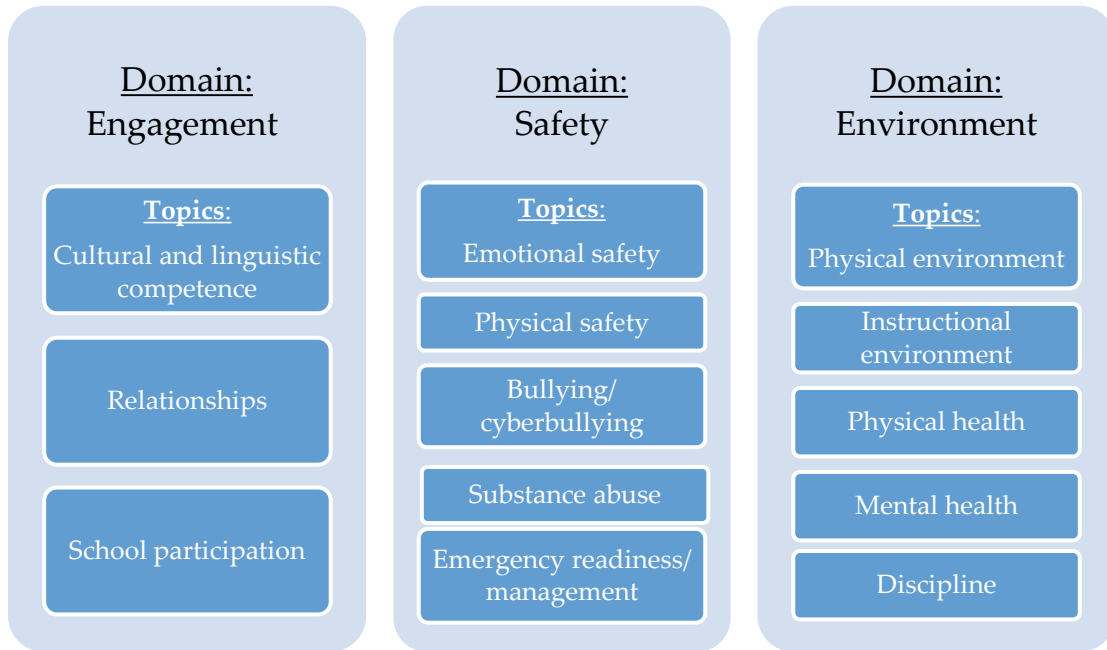 Domain:
Engagement
Topics:
Cultural and linguistic
competence
Relationships
School participation
Domain:
Safety
Topics:
Emotional safety
Physical safety
Bullying/
cyberbullying
Substance abuse
Emergency readiness/
management
Domain:
Environment
Topics:
Physical environment
Instructional
environment
Physical health
Mental health
Discipline